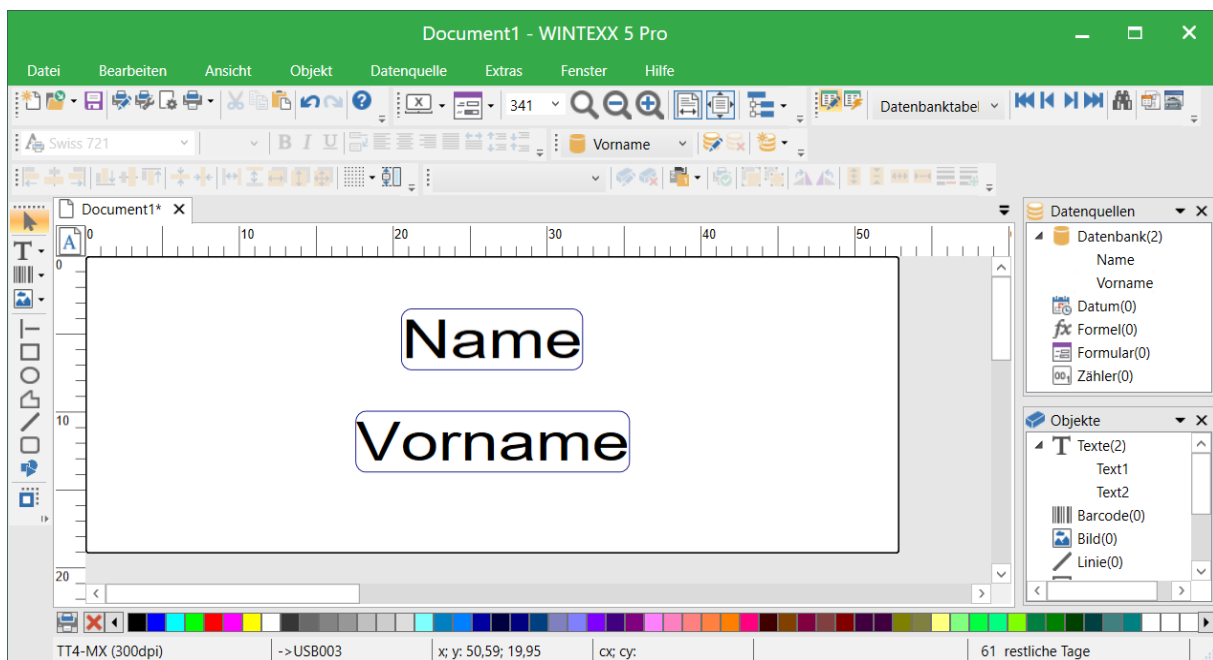 Document1 - WINTEXX 5 Pro
Datei Bearbeiten Ansicht Objekt Datenquelle Extras Fenster Hilfe
341 Datenbanktabel
Swiss 721 B I U Vorname
Document1*
0 10 20 30 40 50
0
10
20
Name
Vorname
Datenquellen
Datenbank(2)
Name
Vorname
Datum(0)
fx Formel(0)
Formular(0)
001 Zähler(0)
Objekte
T Texte(2)
Text1
Text2
Barcode(0)
Bild(0)
Linie(0)
TT4-MX (300dpi) ->USB003 x; y: 50,59; 19,95 cx; cy: 61 restliche Tage